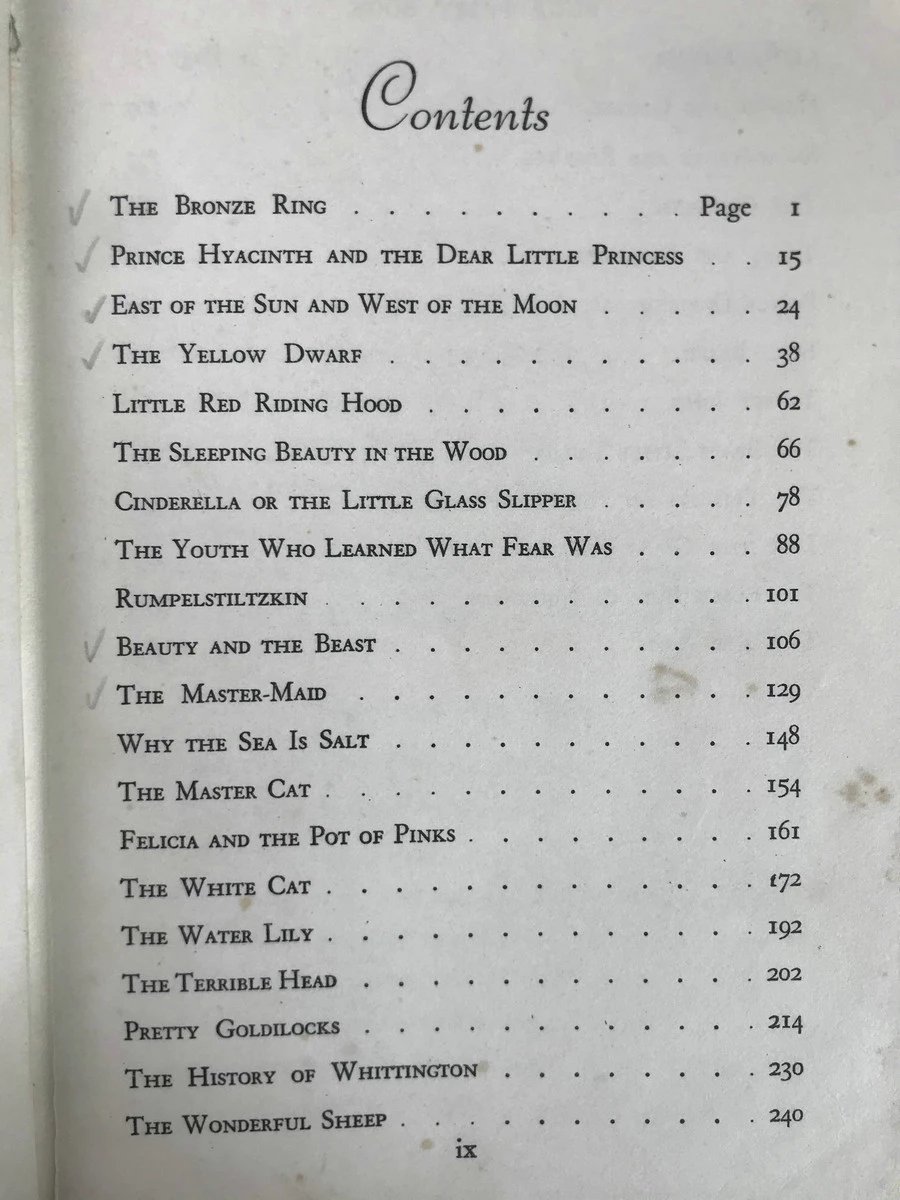 Contents
The Bronze Ring . . . . . . . . . . Page 1
Prince Hyacinth and the Dear Little Princess . . 15
East of the Sun and West of the Moon . . . . . 24
The Yellow Dwarf . . . . . . . . . . . 38
Little Red Riding Hood . . . . . . . . . . 62
The Sleeping Beauty in the Wood . . . . . . . 66
Cinderella or the Little Glass Slipper . . . . . 78
The Youth Who Learned What Fear Was . . . . 88
Rumpelstiltzkin . . . . . . . . . . . . 101
Beauty and the Beast . . . . . . . . . . . 106
The Master-Maid . . . . . . . . . . . . 129
Why the Sea Is Salt . . . . . . . . . . . 148
The Master Cat . . . . . . . . . . . . . 154
Felicia and the Pot of Pinks . . . . . . . . . 161
The White Cat . . . . . . . . . . . . . 172
The Water Lily . . . . . . . . . . . . . 192
The Terrible Head . . . . . . . . . . . . 202
Pretty Goldilocks . . . . . . . . . . . . 214
The History of Whittington . . . . . . . . 230
The Wonderful Sheep . . . . . . . . . . . 240
ix